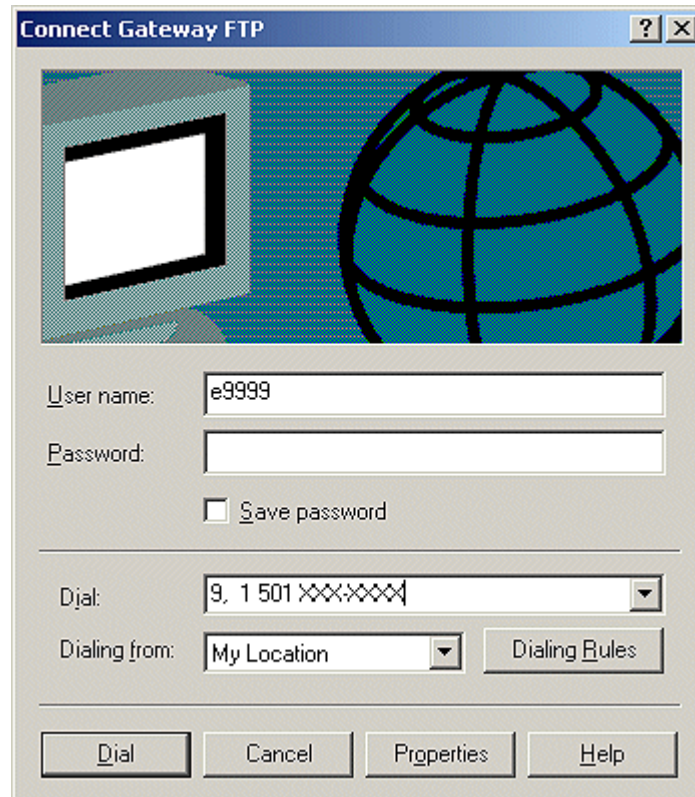 Connect Gateway FTP
User name: e9999
Password:
Save password
Dial: 9, 1 501 XXX-XXXX
Dialing from: My Location Dialing Rules
Dial Cancel Properties Help